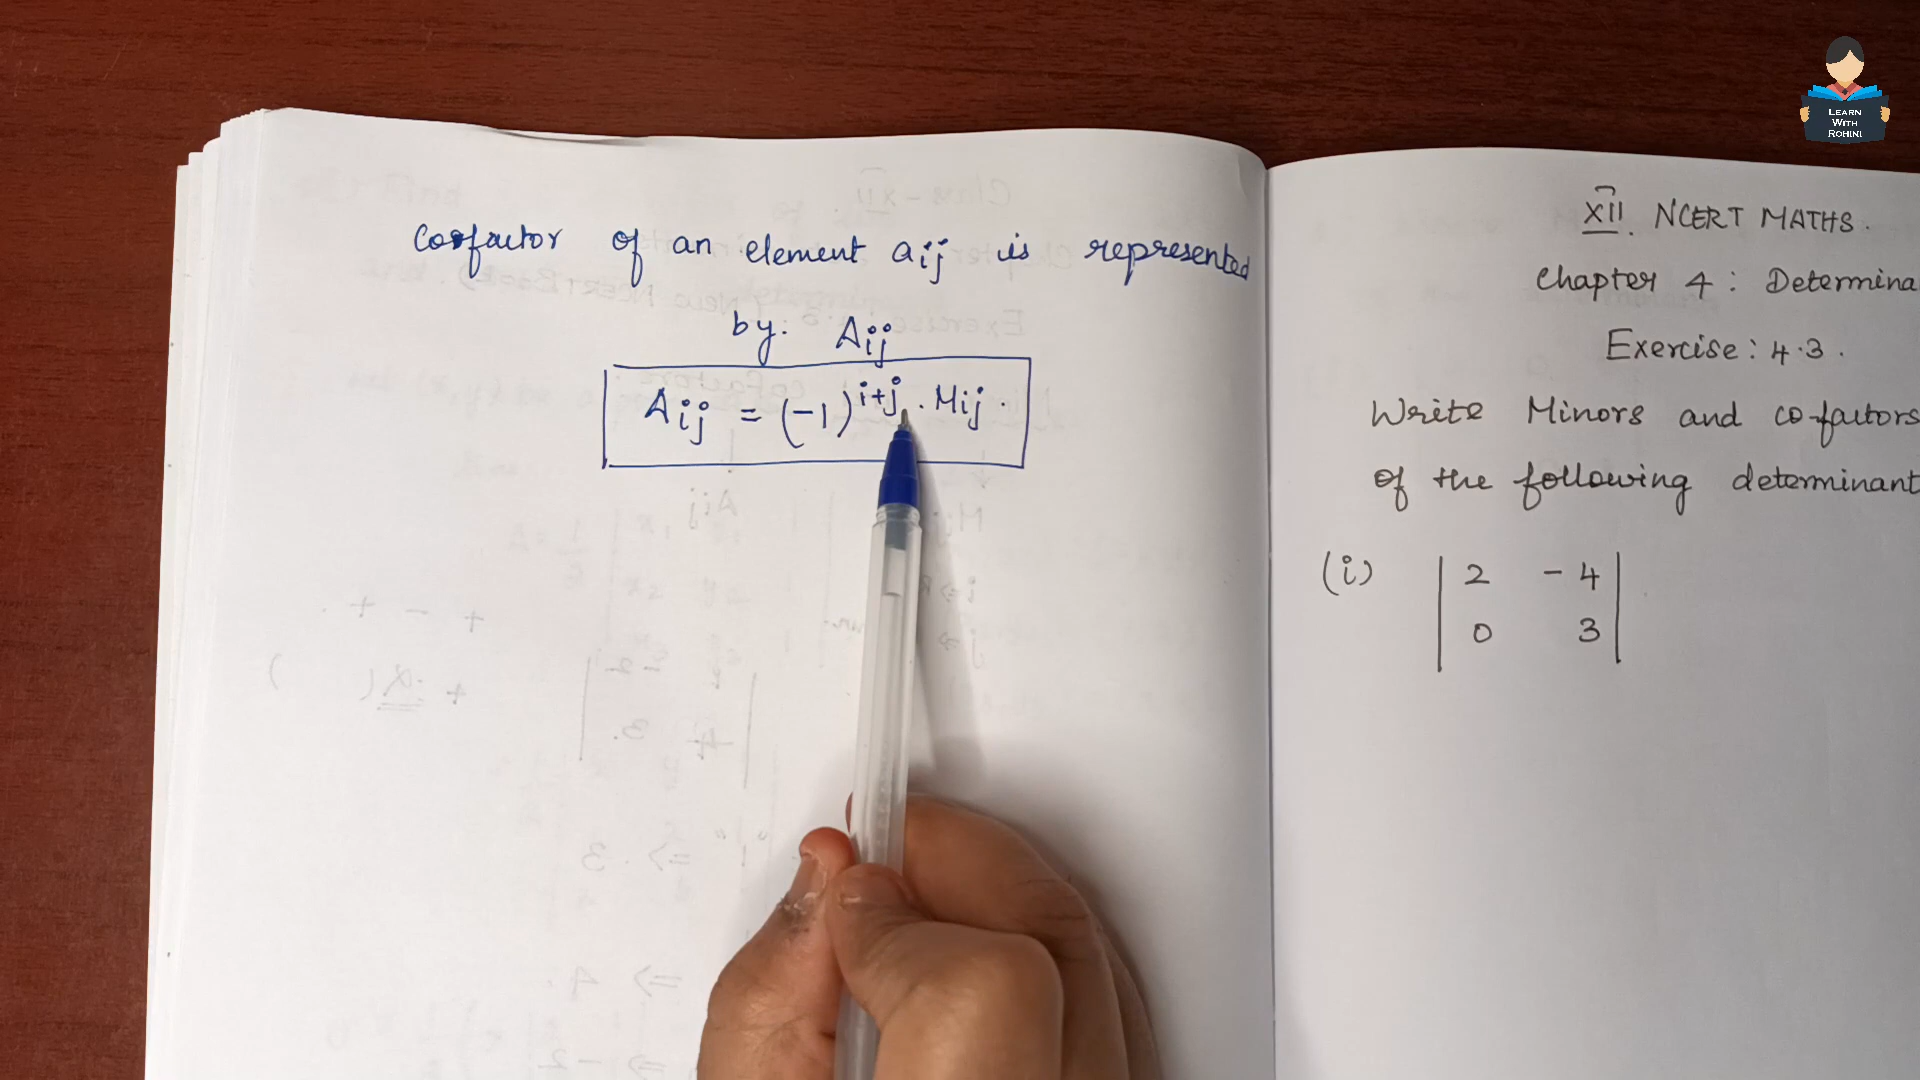 Cofactor of an element aij is represented
by. Aij
Aij = (-1)^i+j . Mij .
XII. NCERT MATHS.
Chapter 4 : Determina
Exercise : 4.3 .
Write Minors and co-factors
of the following determinant
(i) | 2 -4 |
| 0 3 |
LEARN
WITH
ROHINI